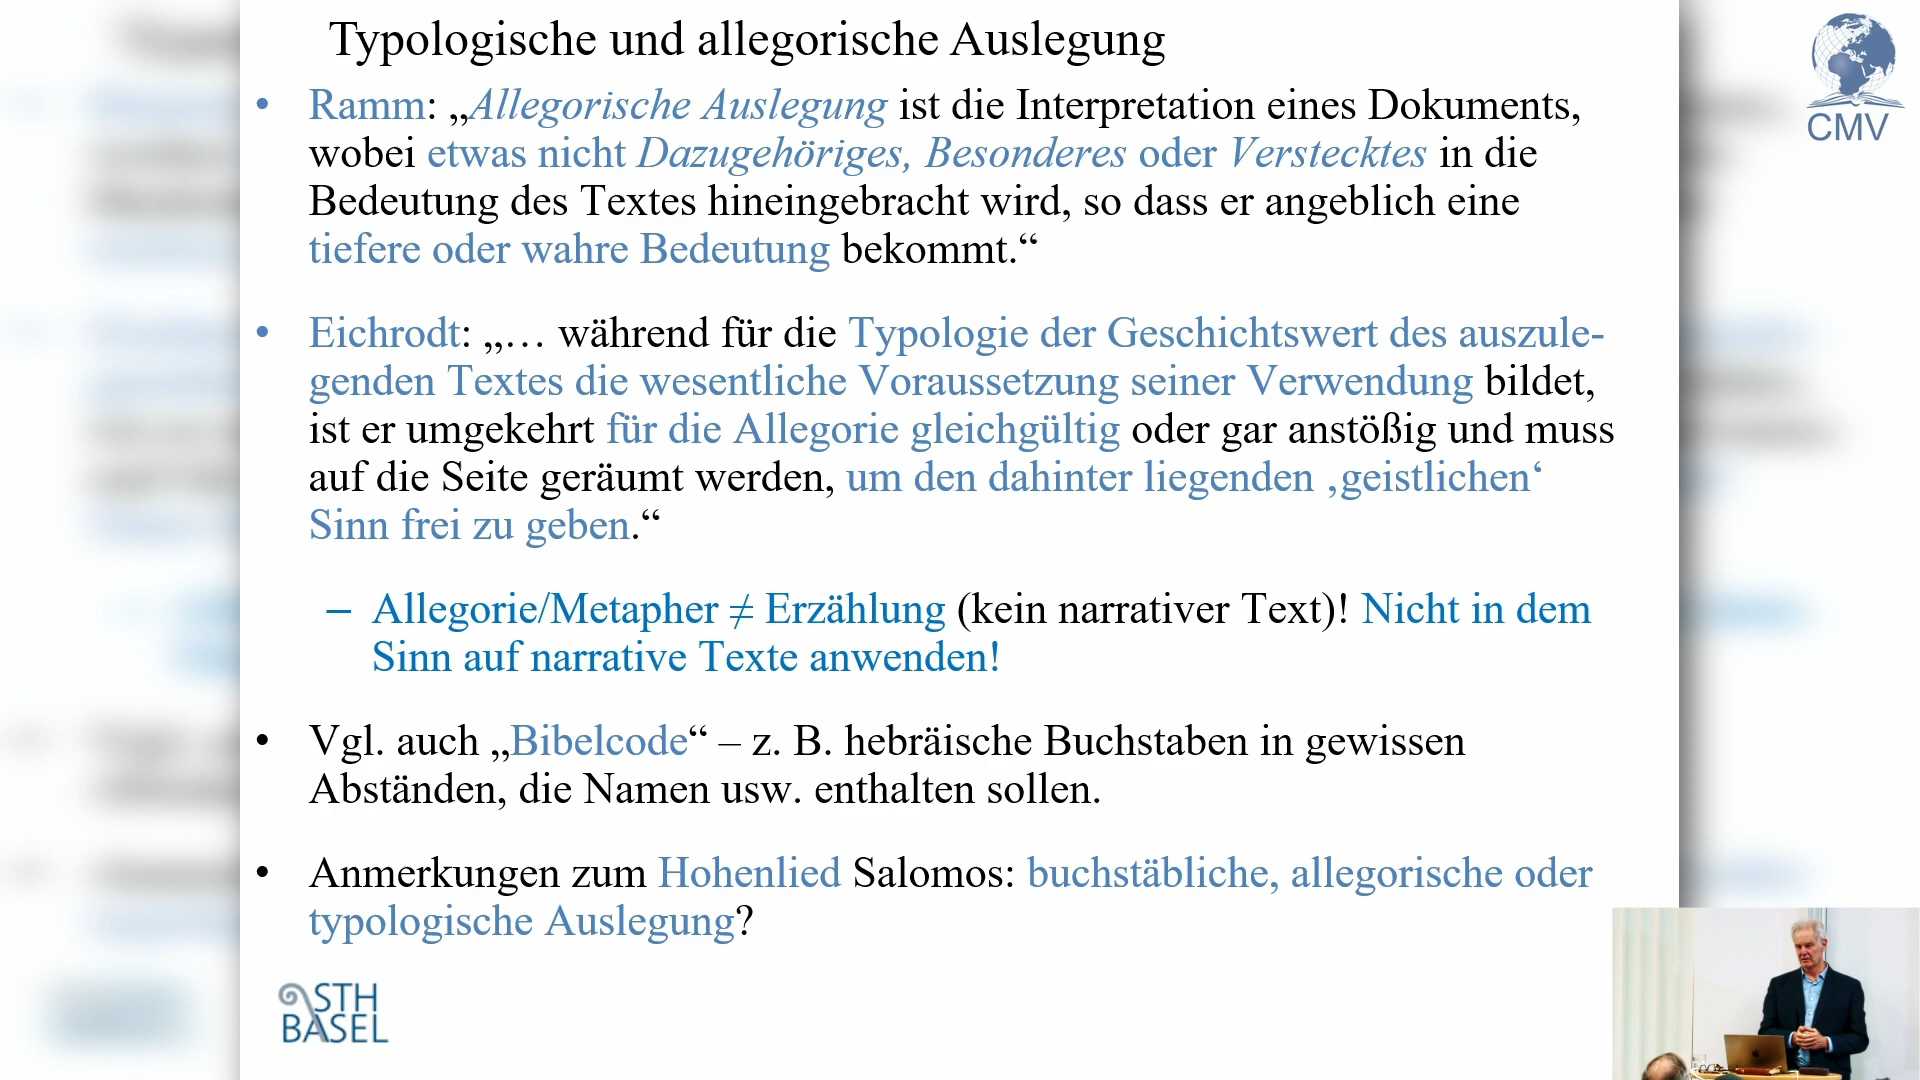 Typologische und allegorische Auslegung
• Ramm: „Allegorische Auslegung ist die Interpretation eines Dokuments,
wobei etwas nicht Dazugehöriges, Besonderes oder Verstecktes in die
Bedeutung des Textes hineingebracht wird, so dass er angeblich eine
tiefere oder wahre Bedeutung bekommt.“
• Eichrodt: „… während für die Typologie der Geschichtswert des auszule-
genden Textes die wesentliche Voraussetzung seiner Verwendung bildet,
ist er umgekehrt für die Allegorie gleichgültig oder gar anstößig und muss
auf die Seite geräumt werden, um den dahinter liegenden ‚geistlichen‘
Sinn frei zu geben.“
– Allegorie/Metapher ≠ Erzählung (kein narrativer Text)! Nicht in dem
Sinn auf narrative Texte anwenden!
• Vgl. auch „Bibelcode“ – z. B. hebräische Buchstaben in gewissen
Abständen, die Namen usw. enthalten sollen.
• Anmerkungen zum Hohenlied Salomos: buchstäbliche, allegorische oder
typologische Auslegung?
STH
BASEL
CMV